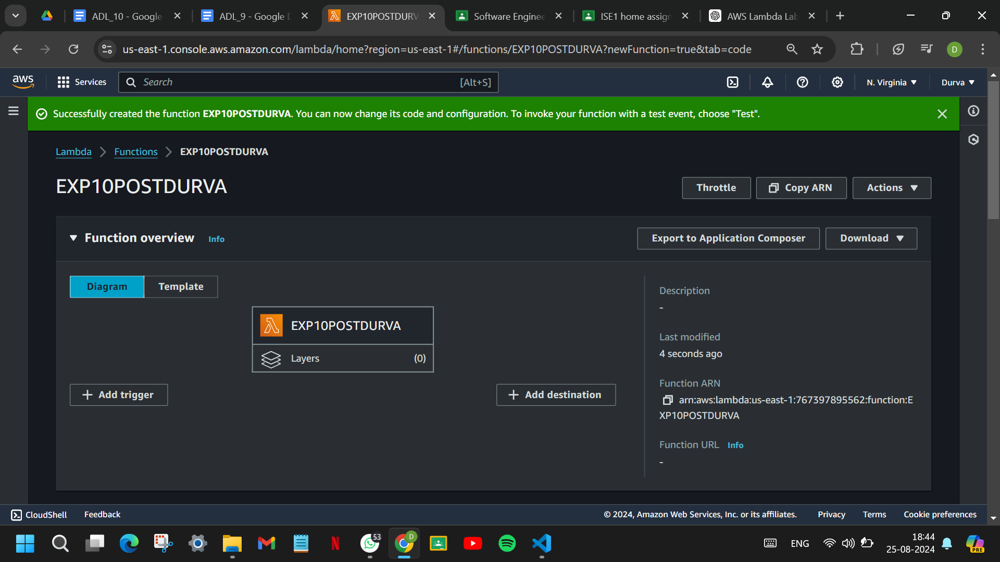 ADL_10 - Google
ADL_9 - Google D
EXP10POSTDURV
Software Enginee
ISE1 home assign
AWS Lambda Lab
us-east-1.console.aws.amazon.com/lambda/home?region=us-east-1#/functions/EXP10POSTDURVA?newFunction=true&tab=code
D
aws
Services
Search
[Alt+S]
N. Virginia
Durva
Successfully created the function EXP10POSTDURVA. You can now change its code and configuration. To invoke your function with a test event, choose "Test".
Lambda
Functions
EXP10POSTDURVA
EXP10POSTDURVA
Throttle
Copy ARN
Actions
Function overview
Info
Export to Application Composer
Download
Diagram
Template
EXP10POSTDURVA
Layers
(0)
Add trigger
Add destination
Description
-
Last modified
4 seconds ago
Function ARN
arn:aws:lambda:us-east-1:767397895562:function:E
XP10POSTDURVA
Function URL Info
-
CloudShell
Feedback
© 2024, Amazon Web Services, Inc. or its affiliates.
Privacy
Terms
Cookie preferences
53
D
ENG
18:44
25-08-2024
PRE